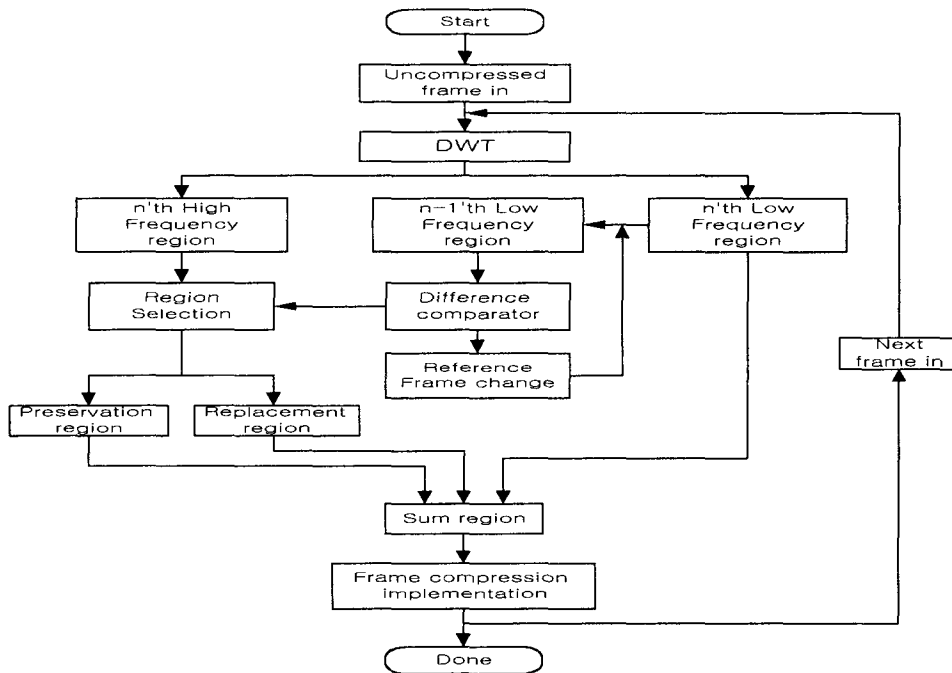 Start
Uncompressed
frame in
DWT
n'th High
Frequency
region
n-1'th Low
Frequency
region
n'th Low
Frequency
region
Region
Selection
Difference
comparator
Reference
Frame change
Next
frame in
Preservation
region
Replacement
region
Sum region
Frame compression
implementation
Done